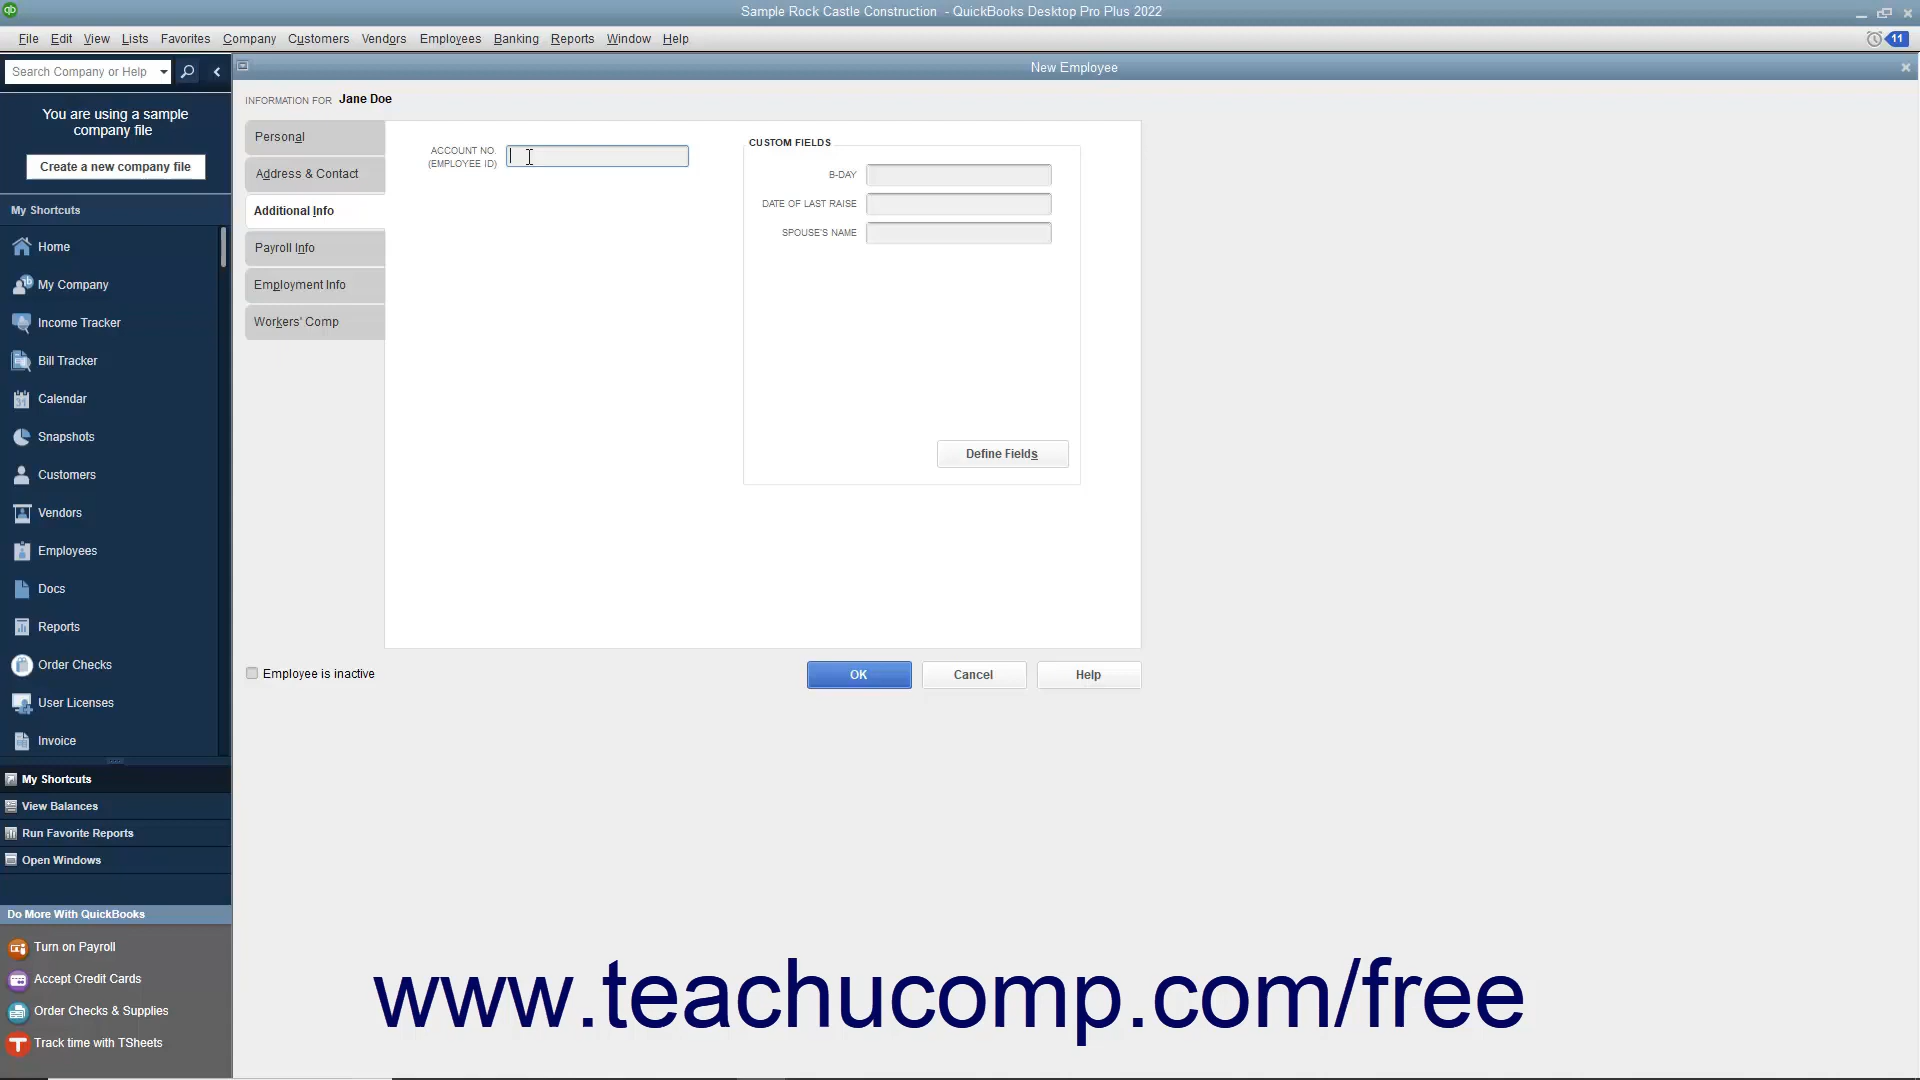 qb
Sample Rock Castle Construction - QuickBooks Desktop Pro Plus 2022
File Edit View Lists Favorites Company Customers Vendors Employees Banking Reports Window Help
11
Search Company or Help
New Employee
You are using a sample
company file
Create a new company file
My Shortcuts
Home
My Company
Income Tracker
Bill Tracker
31
Calendar
Snapshots
Customers
Vendors
Employees
Docs
Reports
Order Checks
User Licenses
Invoice
My Shortcuts
View Balances
Run Favorite Reports
Open Windows
Do More With QuickBooks
Turn on Payroll
Accept Credit Cards
Order Checks & Supplies
T
Track time with TSheets
INFORMATION FOR Jane Doe
Personal
Address & Contact
Additional Info
Payroll Info
Employment Info
Workers' Comp
ACCOUNT NO.
(EMPLOYEE ID)
CUSTOM FIELDS
B-DAY
DATE OF LAST RAISE
SPOUSE'S NAME
Define Fields
Employee is inactive
OK
Cancel
Help
www.teachucomp.com/free